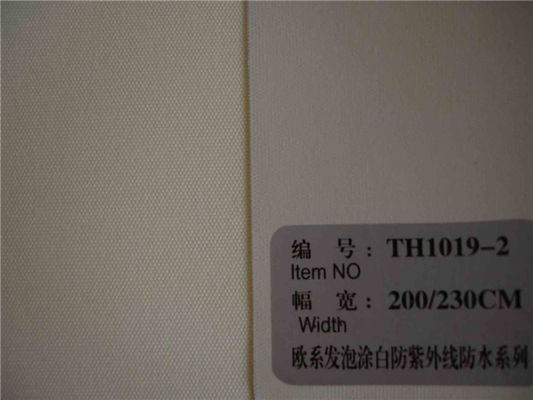 编 号：TH1019-2
Item NO
幅 宽：200/230CM
Width
欧系发泡涂白防紫外线防水系列